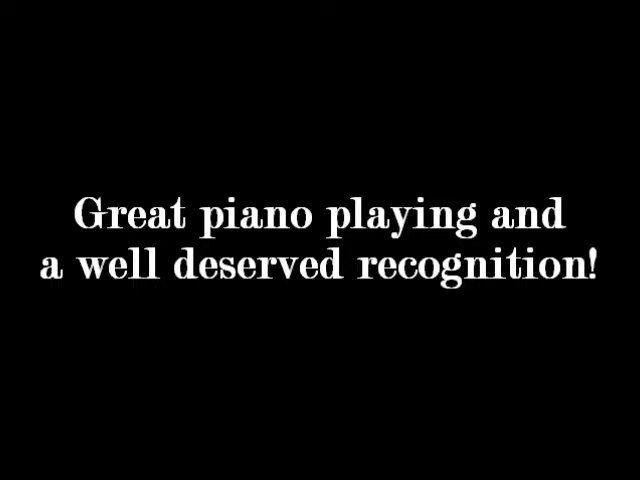 Great piano playing and
a well deserved recognition!